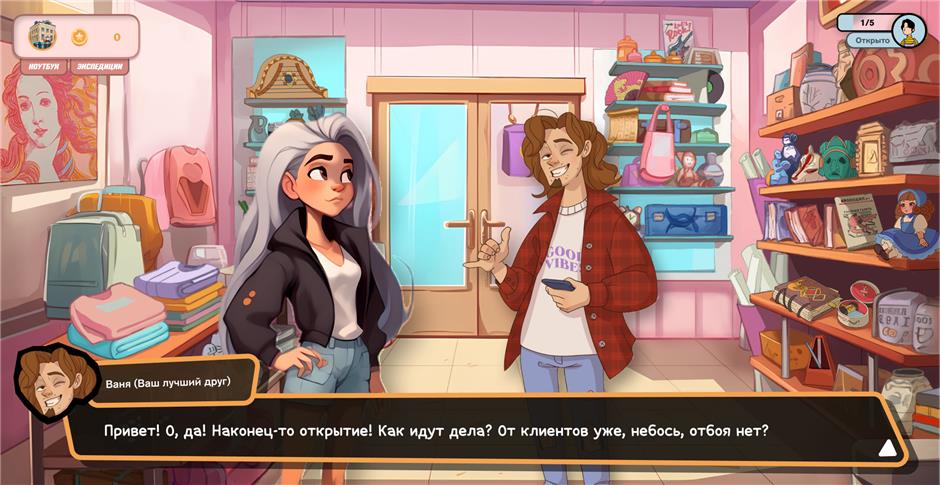 0
НОУТБУК
ЭКСПЕДИЦИИ
1/5
Открыто
GOOD
VIBES
Ваня (Ваш лучший друг)
Привет! О, да! Наконец-то открытие! Как идут дела? От клиентов уже, небось, отбоя нет?